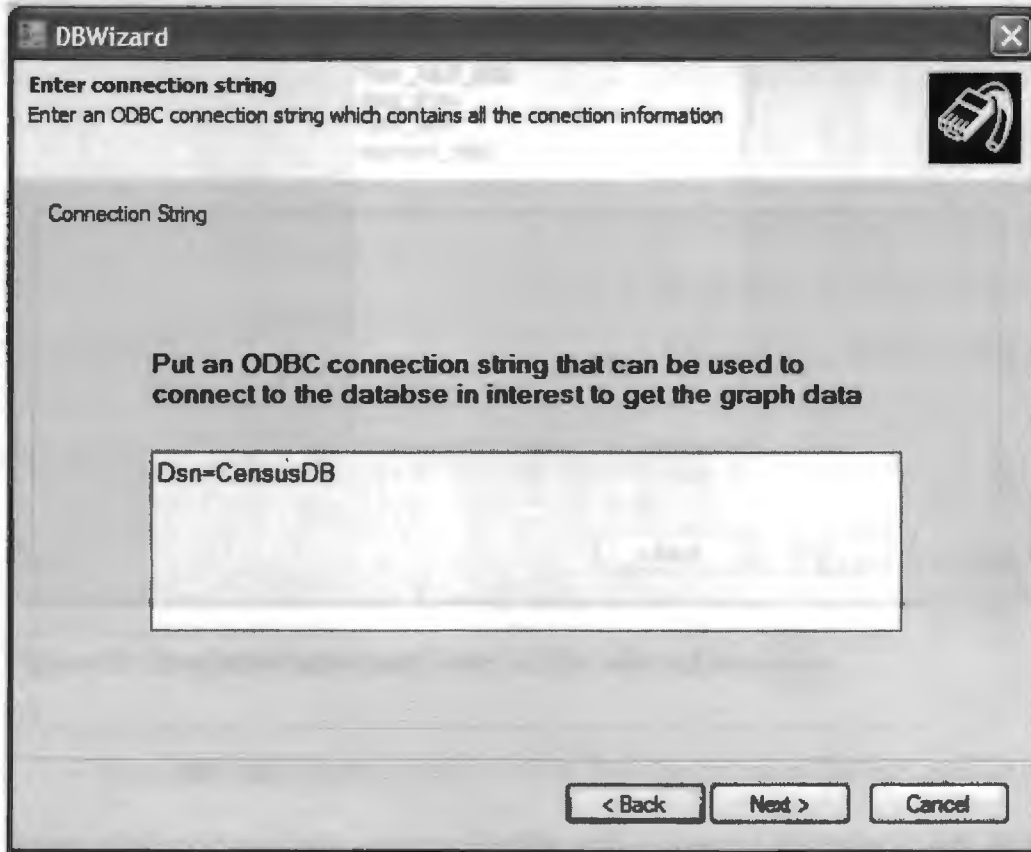 DBWizard
Enter connection string
Enter an ODBC connection string which contains all the conection information
Connection String
Put an ODBC connection string that can be used to
connect to the databse in interest to get the graph data
Dsn=CensusDB
< Back
Next >
Cancel